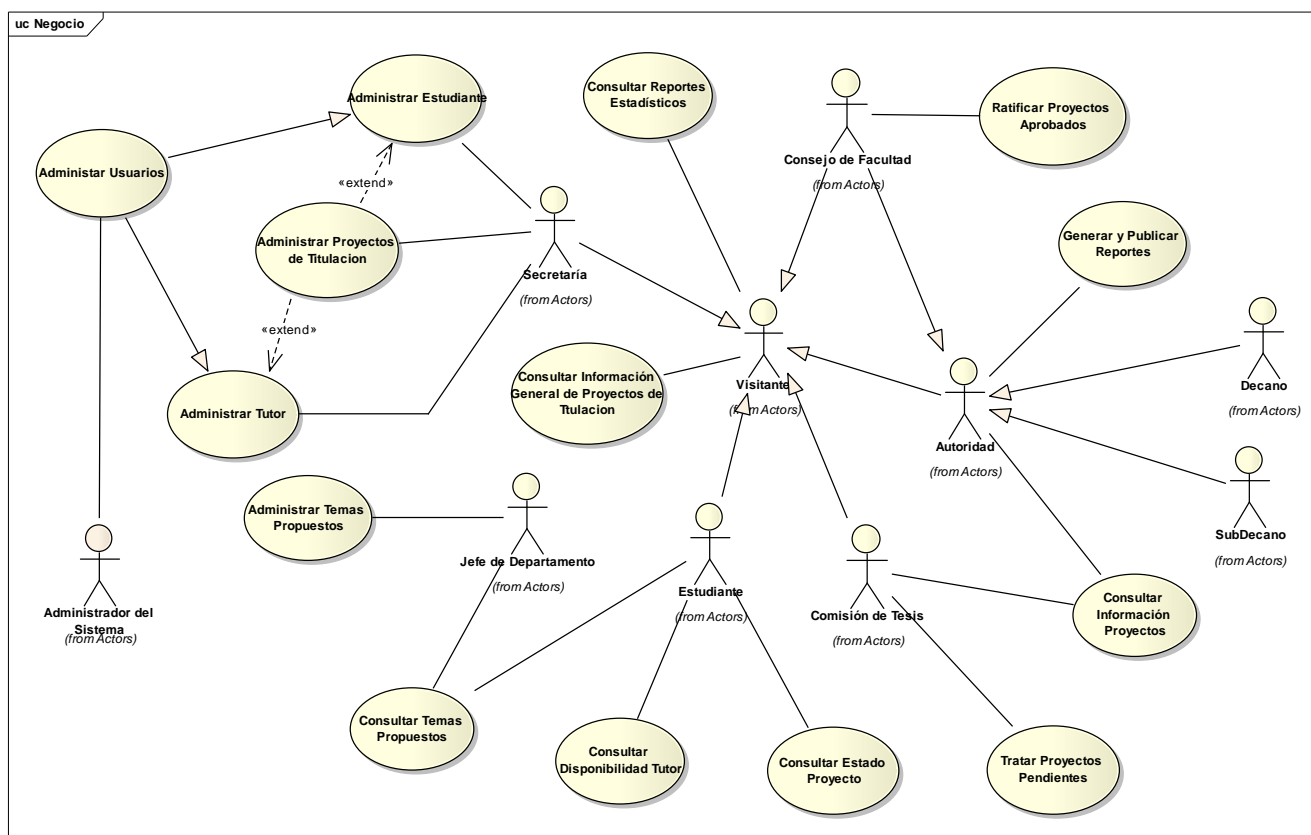 uc Negocio
Administrar Estudiante
Consultar Reportes
Estadísticos
Ratificar Proyectos
Aprobados
Consejo de Facultad
(from Actors)
Administar Usuarios
«extend»
Administrar Proyectos
de Titulacion
Secretaría
(from Actors)
Generar y Publicar
Reportes
«extend»
Consultar Información
General de Proyectos de
Ttulacion
Visitante
(from Actors)
Decano
(from Actors)
Administrar Tutor
Autoridad
(from Actors)
Administrar Temas
Propuestos
Jefe de Departamento
(from Actors)
SubDecano
(from Actors)
Administrador del
Sistema
(from Actors)
Estudiante
(from Actors)
Comisión de Tesis
(from Actors)
Consultar
Información
Proyectos
Consultar Temas
Propuestos
Consultar
Disponibilidad Tutor
Consultar Estado
Proyecto
Tratar Proyectos
Pendientes